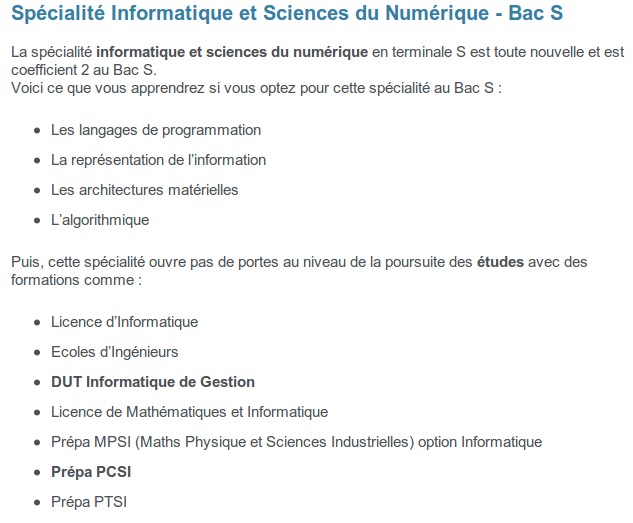 Spécialité Informatique et Sciences du Numérique - Bac S
La spécialité informatique et sciences du numérique en terminale S est toute nouvelle et est
coefficient 2 au Bac S.
Voici ce que vous apprendrez si vous optez pour cette spécialité au Bac S :
• Les langages de programmation
• La représentation de l’information
• Les architectures matérielles
• L’algorithmique
Puis, cette spécialité ouvre pas de portes au niveau de la poursuite des études avec des
formations comme :
• Licence d’Informatique
• Ecoles d’Ingénieurs
• DUT Informatique de Gestion
• Licence de Mathématiques et Informatique
• Prépa MPSI (Maths Physique et Sciences Industrielles) option Informatique
• Prépa PCSI
• Prépa PTSI